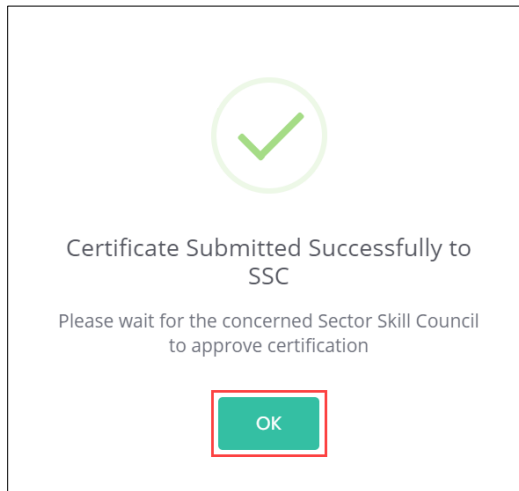 Certificate Submitted Successfully to
SSC
Please wait for the concerned Sector Skill Council
to approve certification
OK